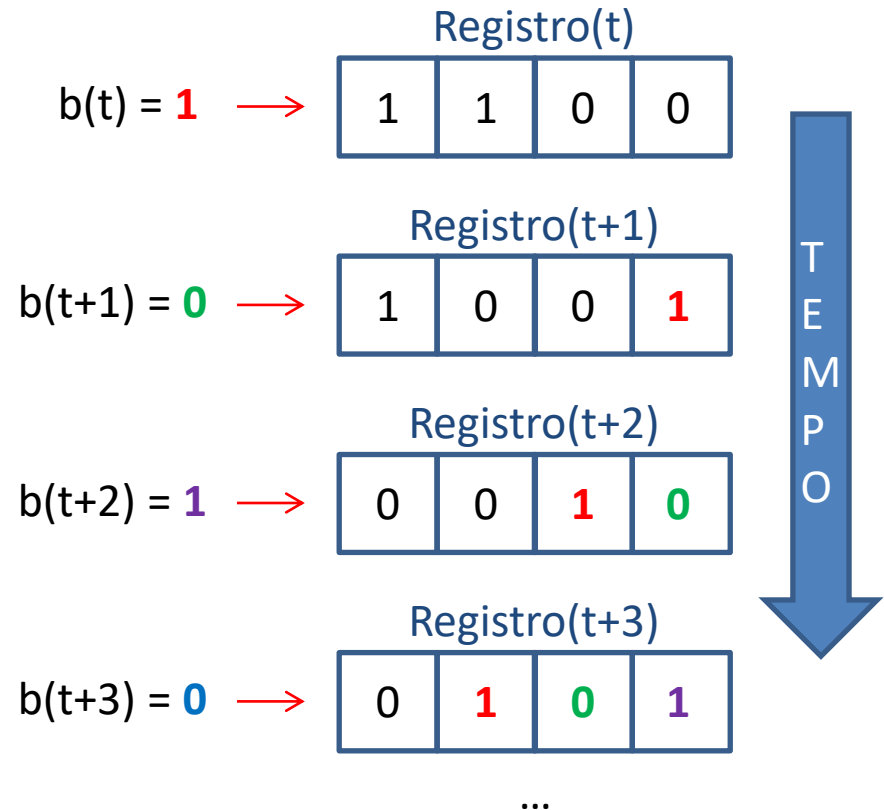 Registro(t)
b(t) = 1 1 1 0 0
Registro(t+1)
b(t+1) = 0 1 0 0 1
Registro(t+2)
b(t+2) = 1 0 0 1 0
Registro(t+3)
b(t+3) = 0 0 1 0 1
...
T
E
M
P
O